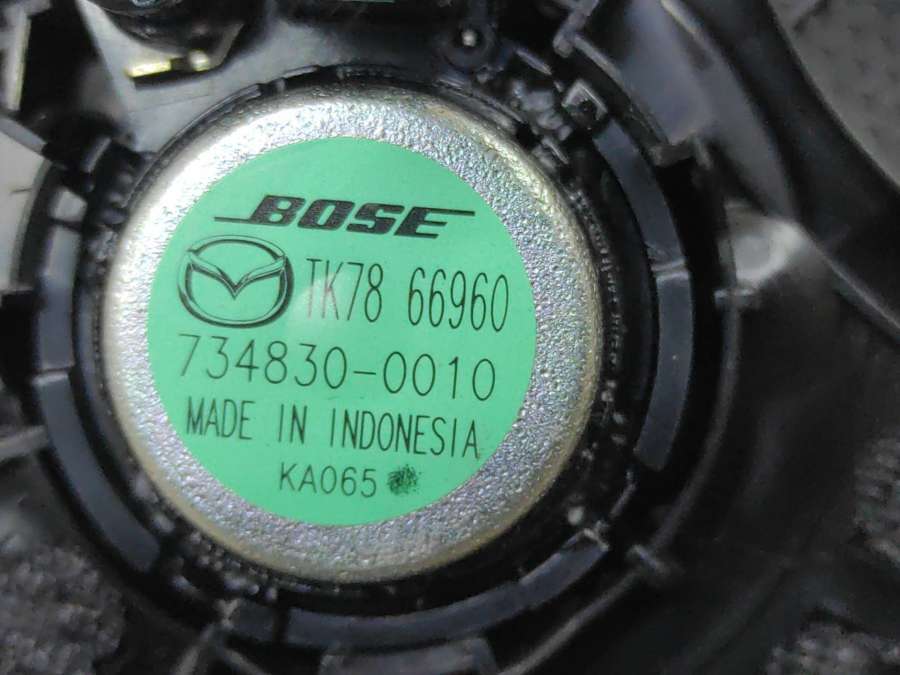 BOSE
TK78 66960
734830-0010
MADE IN INDONESIA
KA065